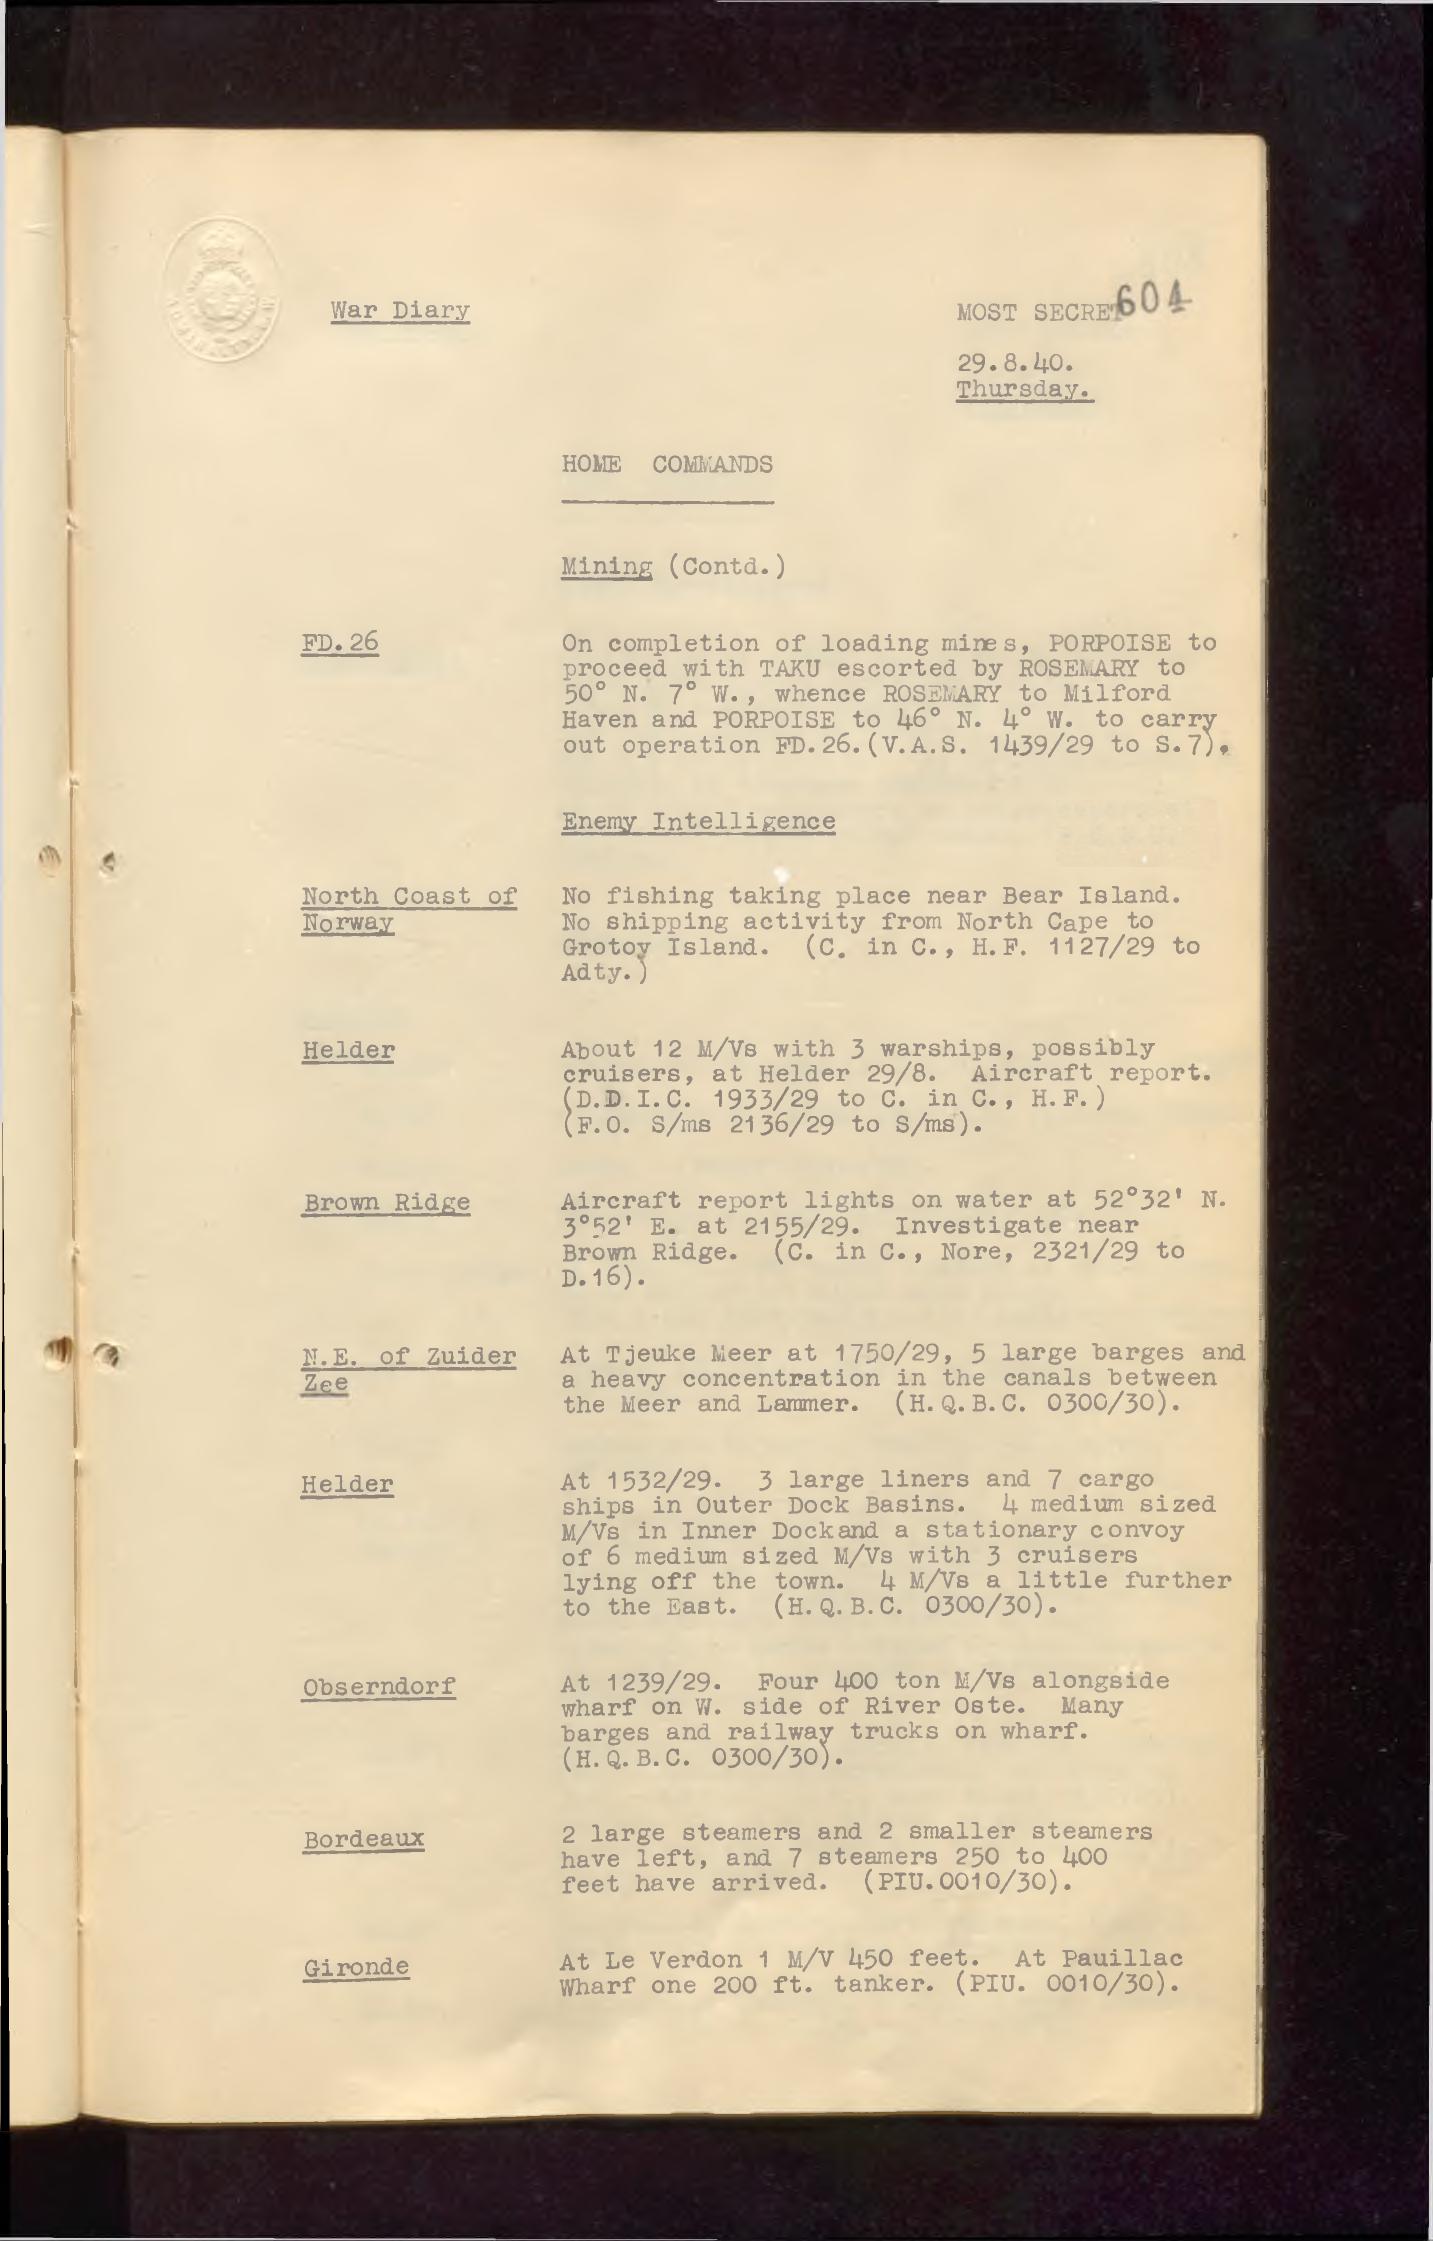 War Diary
MOST SECRET 604
29.8.40.
Thursday.
HOME COMMANDS
Mining (Contd.)
FD.26
On completion of loading mines, PORPOISE to
proceed with TAKU escorted by ROSEMARY to
50° N. 7° W., whence ROSEMARY to Milford
Haven and PORPOISE to 46° N. 4° W. to carry
out operation FD.26.(V.A.S. 1439/29 to S.7).
Enemy Intelligence
North Coast of
Norway
No fishing taking place near Bear Island.
No shipping activity from North Cape to
Grotoy Island. (C. in C., H.F. 1127/29 to
Adty.)
Helder
About 12 M/Vs with 3 warships, possibly
cruisers, at Helder 29/8. Aircraft report.
(D.D.I.C. 1933/29 to C. in C., H.F.)
(F.O. S/ms 2136/29 to S/ms).
Brown Ridge
Aircraft report lights on water at 52°32' N.
3°52' E. at 2155/29. Investigate near
Brown Ridge. (C. in C., Nore, 2321/29 to
D.16).
N.E. of Zuider
Zee
At Tjeuke Meer at 1750/29, 5 large barges and
a heavy concentration in the canals between
the Meer and Lammer. (H.Q.B.C. 0300/30).
Helder
At 1532/29. 3 large liners and 7 cargo
ships in Outer Dock Basins. 4 medium sized
M/Vs in Inner Dock and a stationary convoy
of 6 medium sized M/Vs with 3 cruisers
lying off the town. 4 M/Vs a little further
to the East. (H.Q.B.C. 0300/30).
Obserndorf
At 1239/29. Four 400 ton M/Vs alongside
wharf on W. side of River Oste. Many
barges and railway trucks on wharf.
(H.Q.B.C. 0300/30).
Bordeaux
2 large steamers and 2 smaller steamers
have left, and 7 steamers 250 to 400
feet have arrived. (PIU.0010/30).
Gironde
At Le Verdon 1 M/V 450 feet. At Pauillac
Wharf one 200 ft. tanker. (PIU. 0010/30).